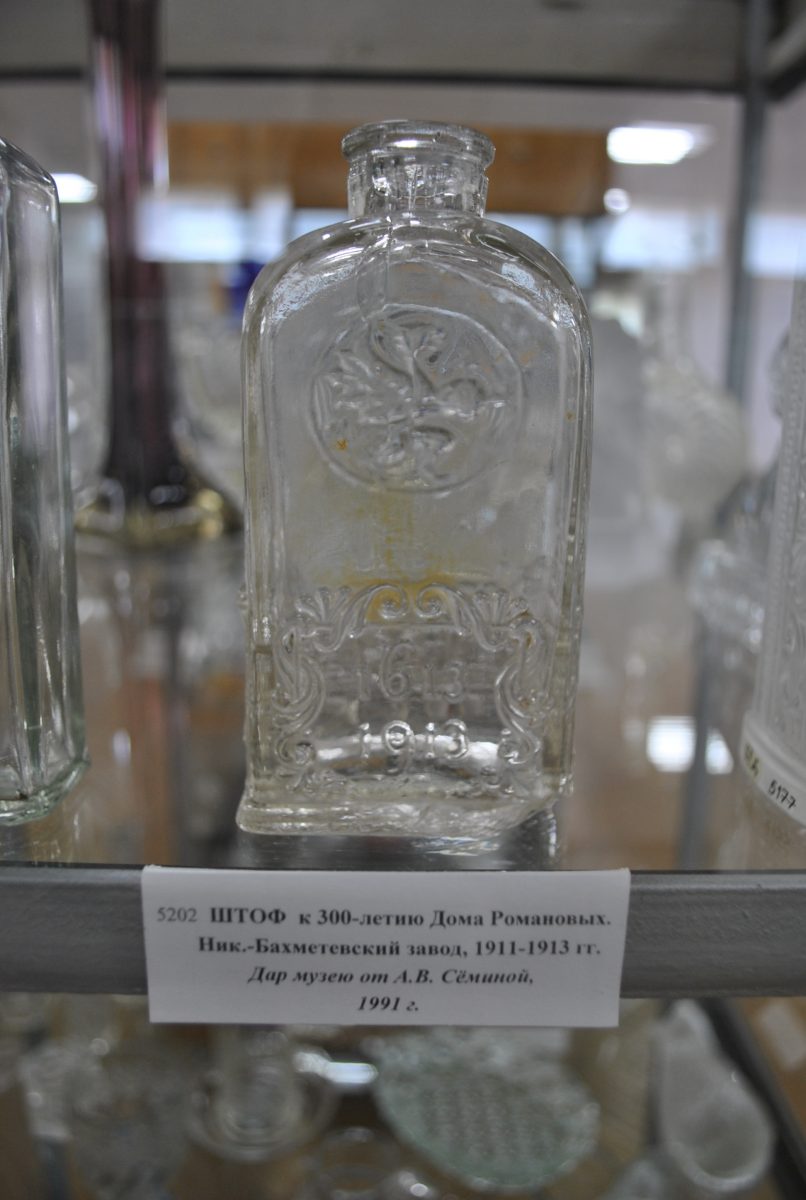 1613
1913
5177
5202 ШТОФ к 300-летию Дома Романовых.
Ник.-Бахметевский завод, 1911-1913 гг.
Дар музею от А.В. Сёминой,
1991 г.